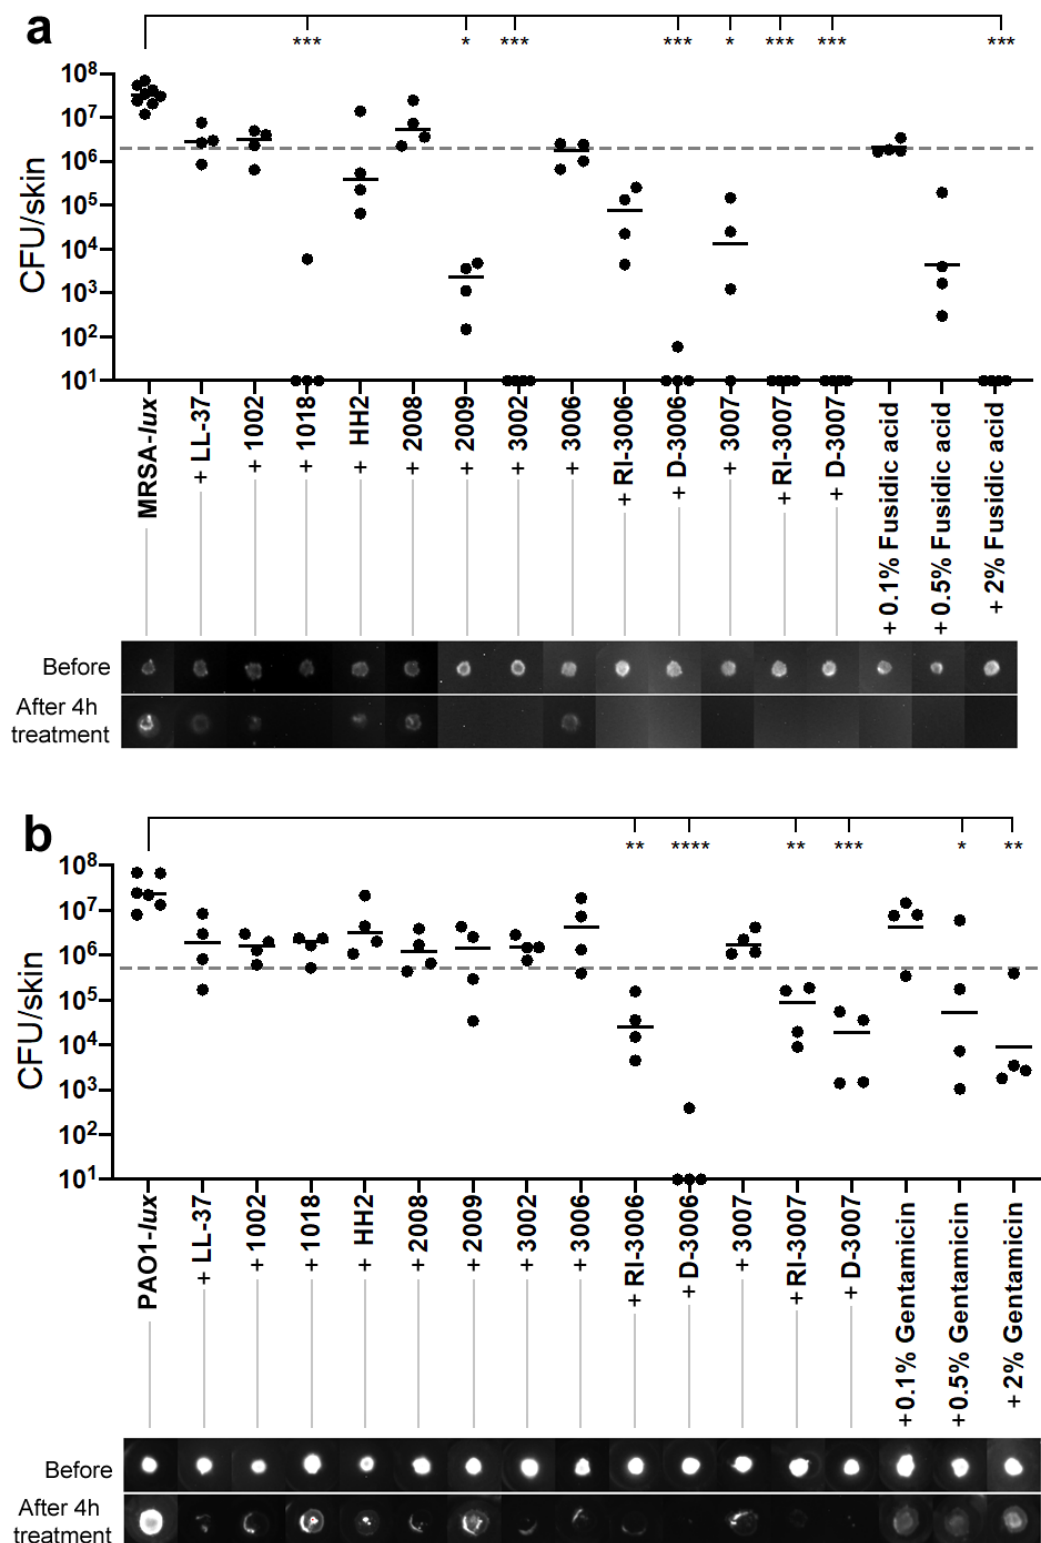 a
*** * *** *** * *** *** ***
10⁸
10⁷
10⁶
10⁵
10⁴
10³
10²
10¹
CFU/skin
MRSA-lux
+ LL-37
+ 1002
+ 1018
+ HH2
+ 2008
+ 2009
+ 3002
+ 3006
+ RI-3006
+ D-3006
+ 3007
+ RI-3007
+ D-3007
+ 0.1% Fusidic acid
+ 0.5% Fusidic acid
+ 2% Fusidic acid
Before
After 4h
treatment
b
** **** ** *** * **
10⁸
10⁷
10⁶
10⁵
10⁴
10³
10²
10¹
CFU/skin
PAO1-lux
+ LL-37
+ 1002
+ 1018
+ HH2
+ 2008
+ 2009
+ 3002
+ 3006
+ RI-3006
+ D-3006
+ 3007
+ RI-3007
+ D-3007
+ 0.1% Gentamicin
+ 0.5% Gentamicin
+ 2% Gentamicin
Before
After 4h
treatment